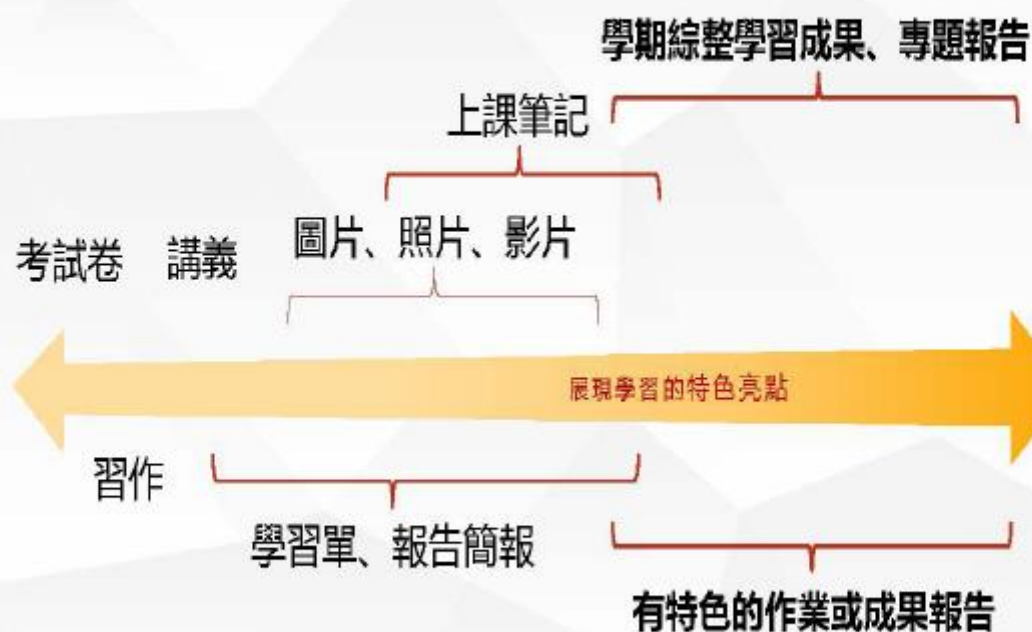 學期綜整學習成果、專題報告
上課筆記
圖片、照片、影片
考試卷 講義
展現學習的特色亮點
習作
學習單、報告簡報
有特色的作業或成果報告